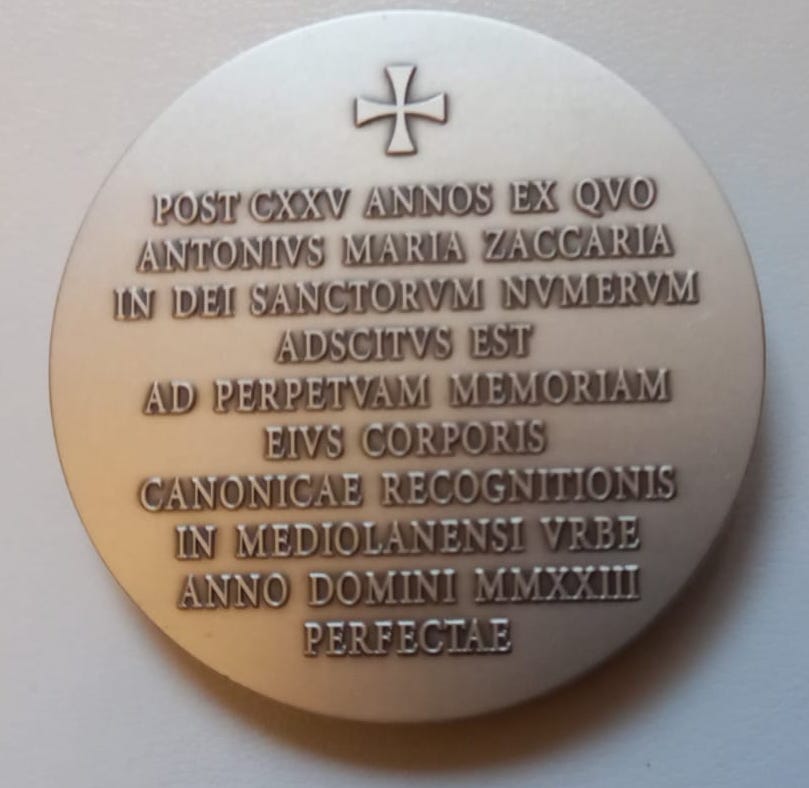 POST CXXV ANNOS EX QVO
ANTONIVS MARIA ZACCARIA
IN DEI SANCTORVM NVMERVM
ADSCITVS EST
AD PERPETVAM MEMORIAM
EIVS CORPORIS
CANONICAE RECOGNITIONIS
IN MEDIOLANENSI VRBE
ANNO DOMINI MMXXIII
PERFECTAE